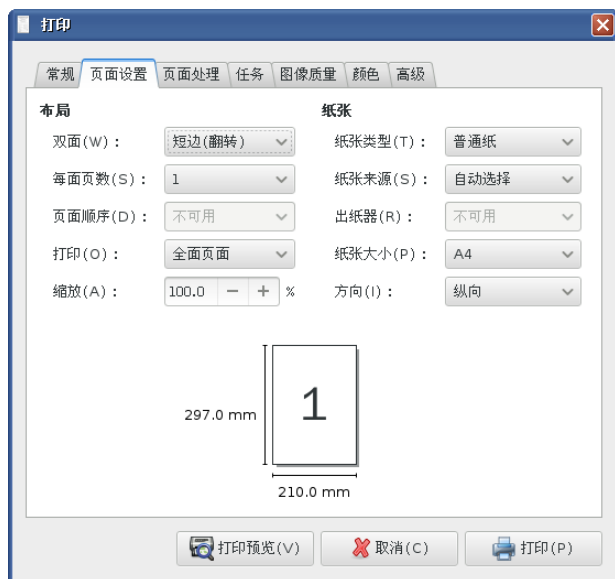 打印
常规 页面设置 页面处理 任务 图像质量 颜色 高级
布局 纸张
双面(W)： 短边(翻转) 纸张类型(T)： 普通纸
每面页数(S)： 1 纸张来源(S)： 自动选择
页面顺序(D)： 不可用 出纸器(R)： 不可用
打印(O)： 全面页面 纸张大小(P)： A4
缩放(A)： 100.0 − + % 方向(I)： 纵向
1
297.0 mm
210.0 mm
打印预览(V) 取消(C) 打印(P)